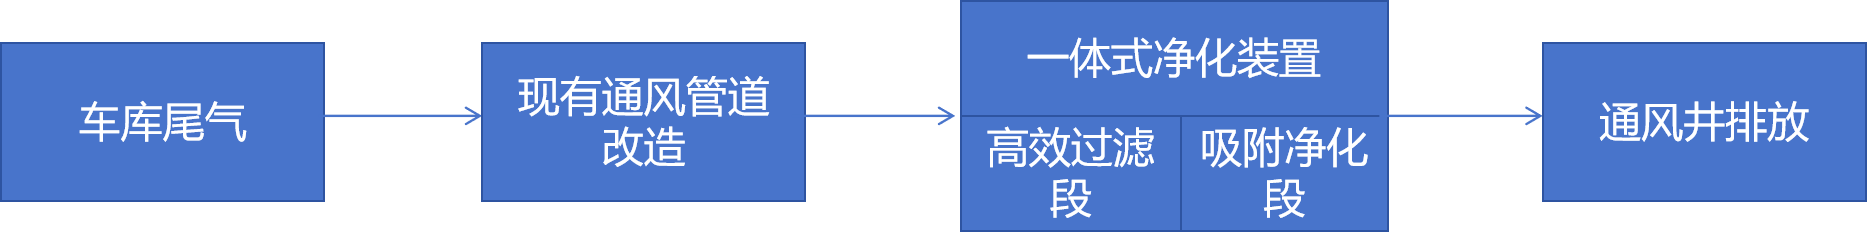 车库尾气
现有通风管道
改造
一体式净化装置
高效过滤
段
吸附净化
段
通风井排放